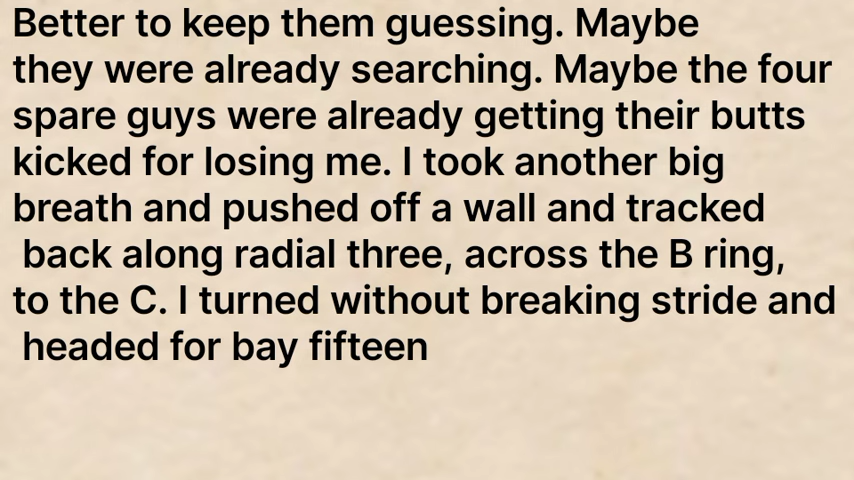 Better to keep them guessing. Maybe
they were already searching. Maybe the four
spare guys were already getting their butts
kicked for losing me. I took another big
breath and pushed off a wall and tracked
back along radial three, across the B ring,
to the C. I turned without breaking stride and
headed for bay fifteen